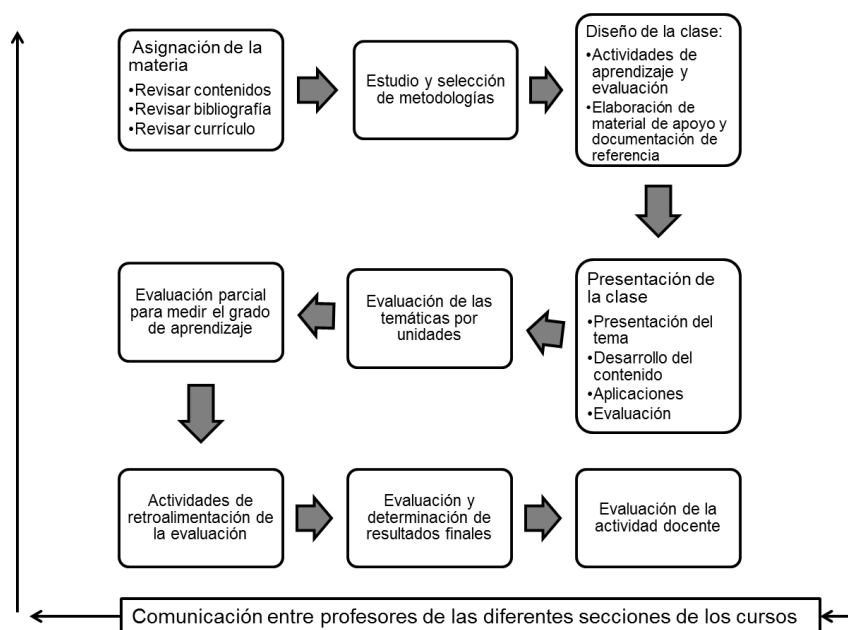 Asignación de la
materia
•Revisar contenidos
•Revisar bibliografía
•Revisar currículo
Estudio y selección
de metodologías
Diseño de la clase:
•Actividades de
aprendizaje y
evaluación
•Elaboración de
material de apoyo y
documentación de
referencia
Presentación de
la clase
•Presentación del
tema
•Desarrollo del
contenido
•Aplicaciones
•Evaluación
Evaluación de las
temáticas por
unidades
Evaluación parcial
para medir el grado
de aprendizaje
Actividades de
retroalimentación de
la evaluación
Evaluación y
determinación de
resultados finales
Evaluación de la
actividad docente
Comunicación entre profesores de las diferentes secciones de los cursos